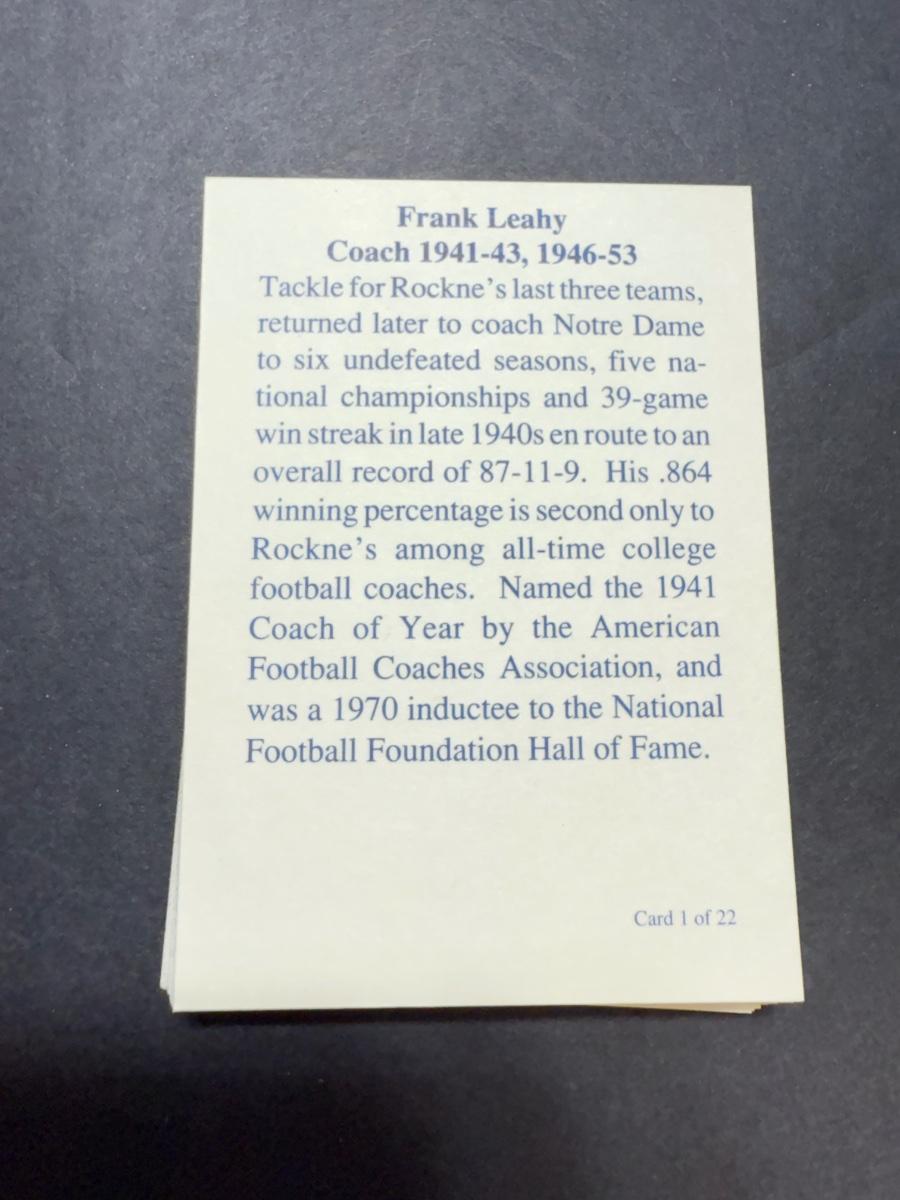 Frank Leahy
Coach 1941-43, 1946-53
Tackle for Rockne's last three teams,
returned later to coach Notre Dame
to six undefeated seasons, five na-
tional championships and 39-game
win streak in late 1940s en route to an
overall record of 87-11-9. His .864
winning percentage is second only to
Rockne's among all-time college
football coaches. Named the 1941
Coach of Year by the American
Football Coaches Association, and
was a 1970 inductee to the National
Football Foundation Hall of Fame.
Card 1 of 22